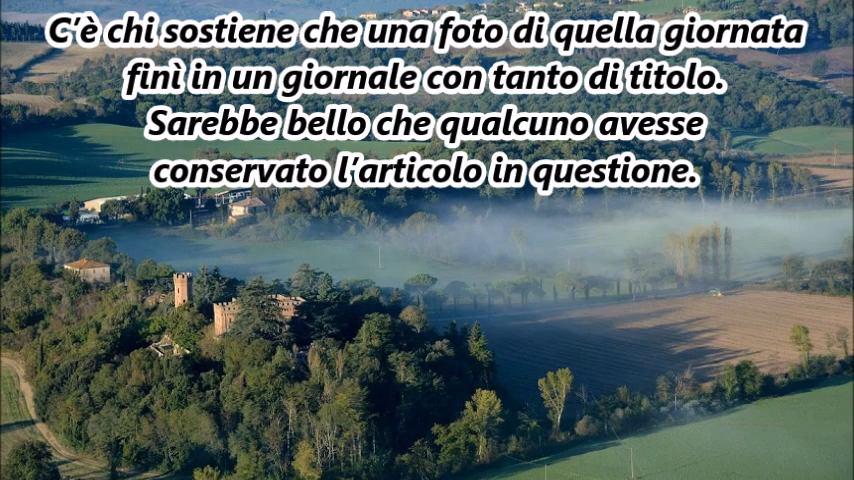 C’è chi sostiene che una foto di quella giornata
finì in un giornale con tanto di titolo.
Sarebbe bello che qualcuno avesse
conservato l’articolo in questione.